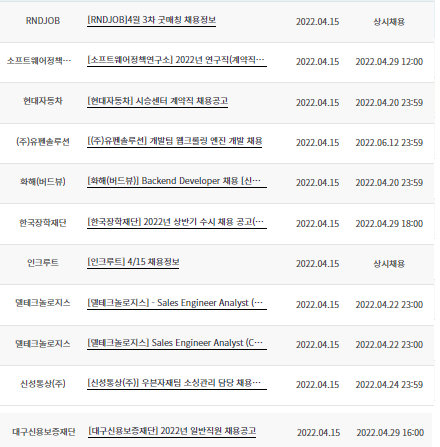 RNDJOB [RNDJOB]4월 3차 굿매칭 채용정보 2022.04.15 상시채용
소프트웨어정책··· [소프트웨어정책연구소] 2022년 연구직(계약직··· 2022.04.15 2022.04.29 12:00
현대자동차 [현대자동차] 시승센터 계약직 채용공고 2022.04.15 2022.04.20 23:59
(주)유펜솔루션 [(주)유펜솔루션] 개발팀 웹크롤링 엔진 개발 채용 2022.04.15 2022.06.12 23:59
화해(버드뷰) [화해(버드뷰)] Backend Developer 채용 [신··· 2022.04.15 2022.04.20 23:59
한국장학재단 [한국장학재단] 2022년 상반기 수시 채용 공고(··· 2022.04.15 2022.04.29 18:00
인크루트 [인크루트] 4/15 채용정보 2022.04.15 상시채용
델테크놀로지스 [델테크놀로지스] - Sales Engineer Analyst (··· 2022.04.15 2022.04.22 23:00
델테크놀로지스 [델테크놀로지스] Sales Engineer Analyst (C··· 2022.04.15 2022.04.22 23:00
신성통상(주) [신성통상(주)] 우븐자재팀 소싱관리 담당 채용··· 2022.04.15 2022.04.24 23:59
대구신용보증재단 [대구신용보증재단] 2022년 일반직원 채용공고 2022.04.15 2022.04.29 16:00